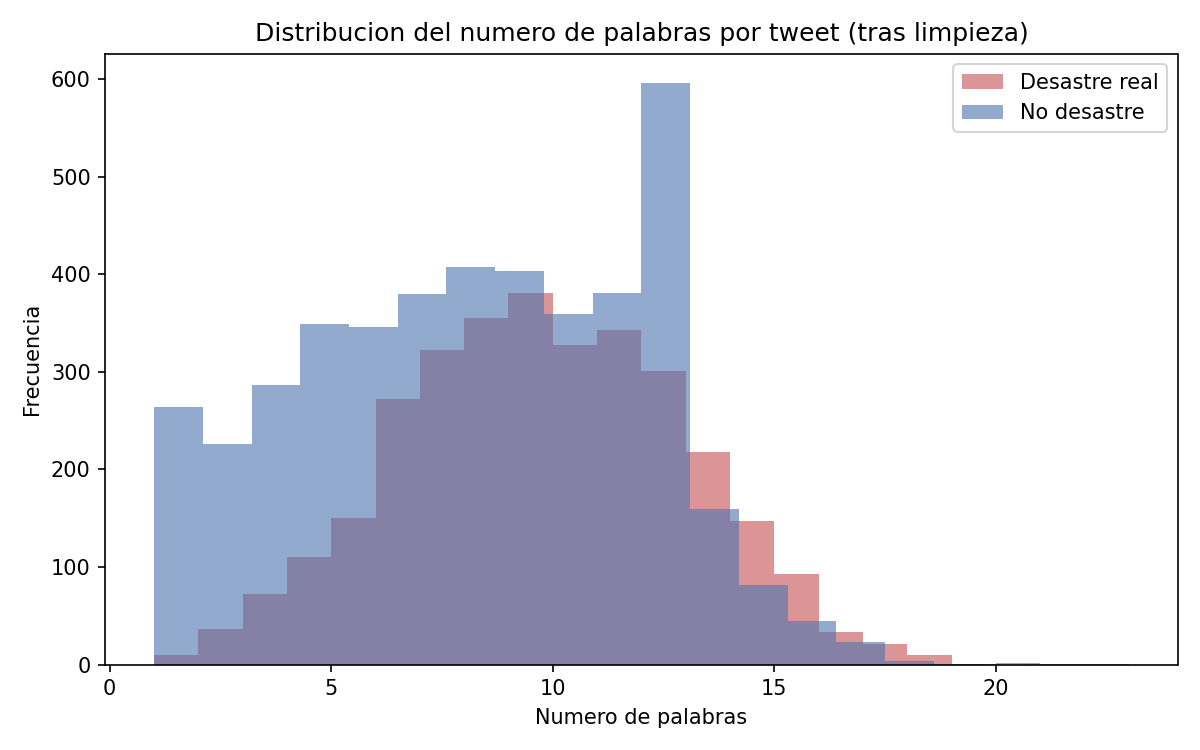 Distribucion del numero de palabras por tweet (tras limpieza)
Desastre real
No desastre
600
500
400
300
200
100
0
Frecuencia
0 5 10 15 20
Numero de palabras